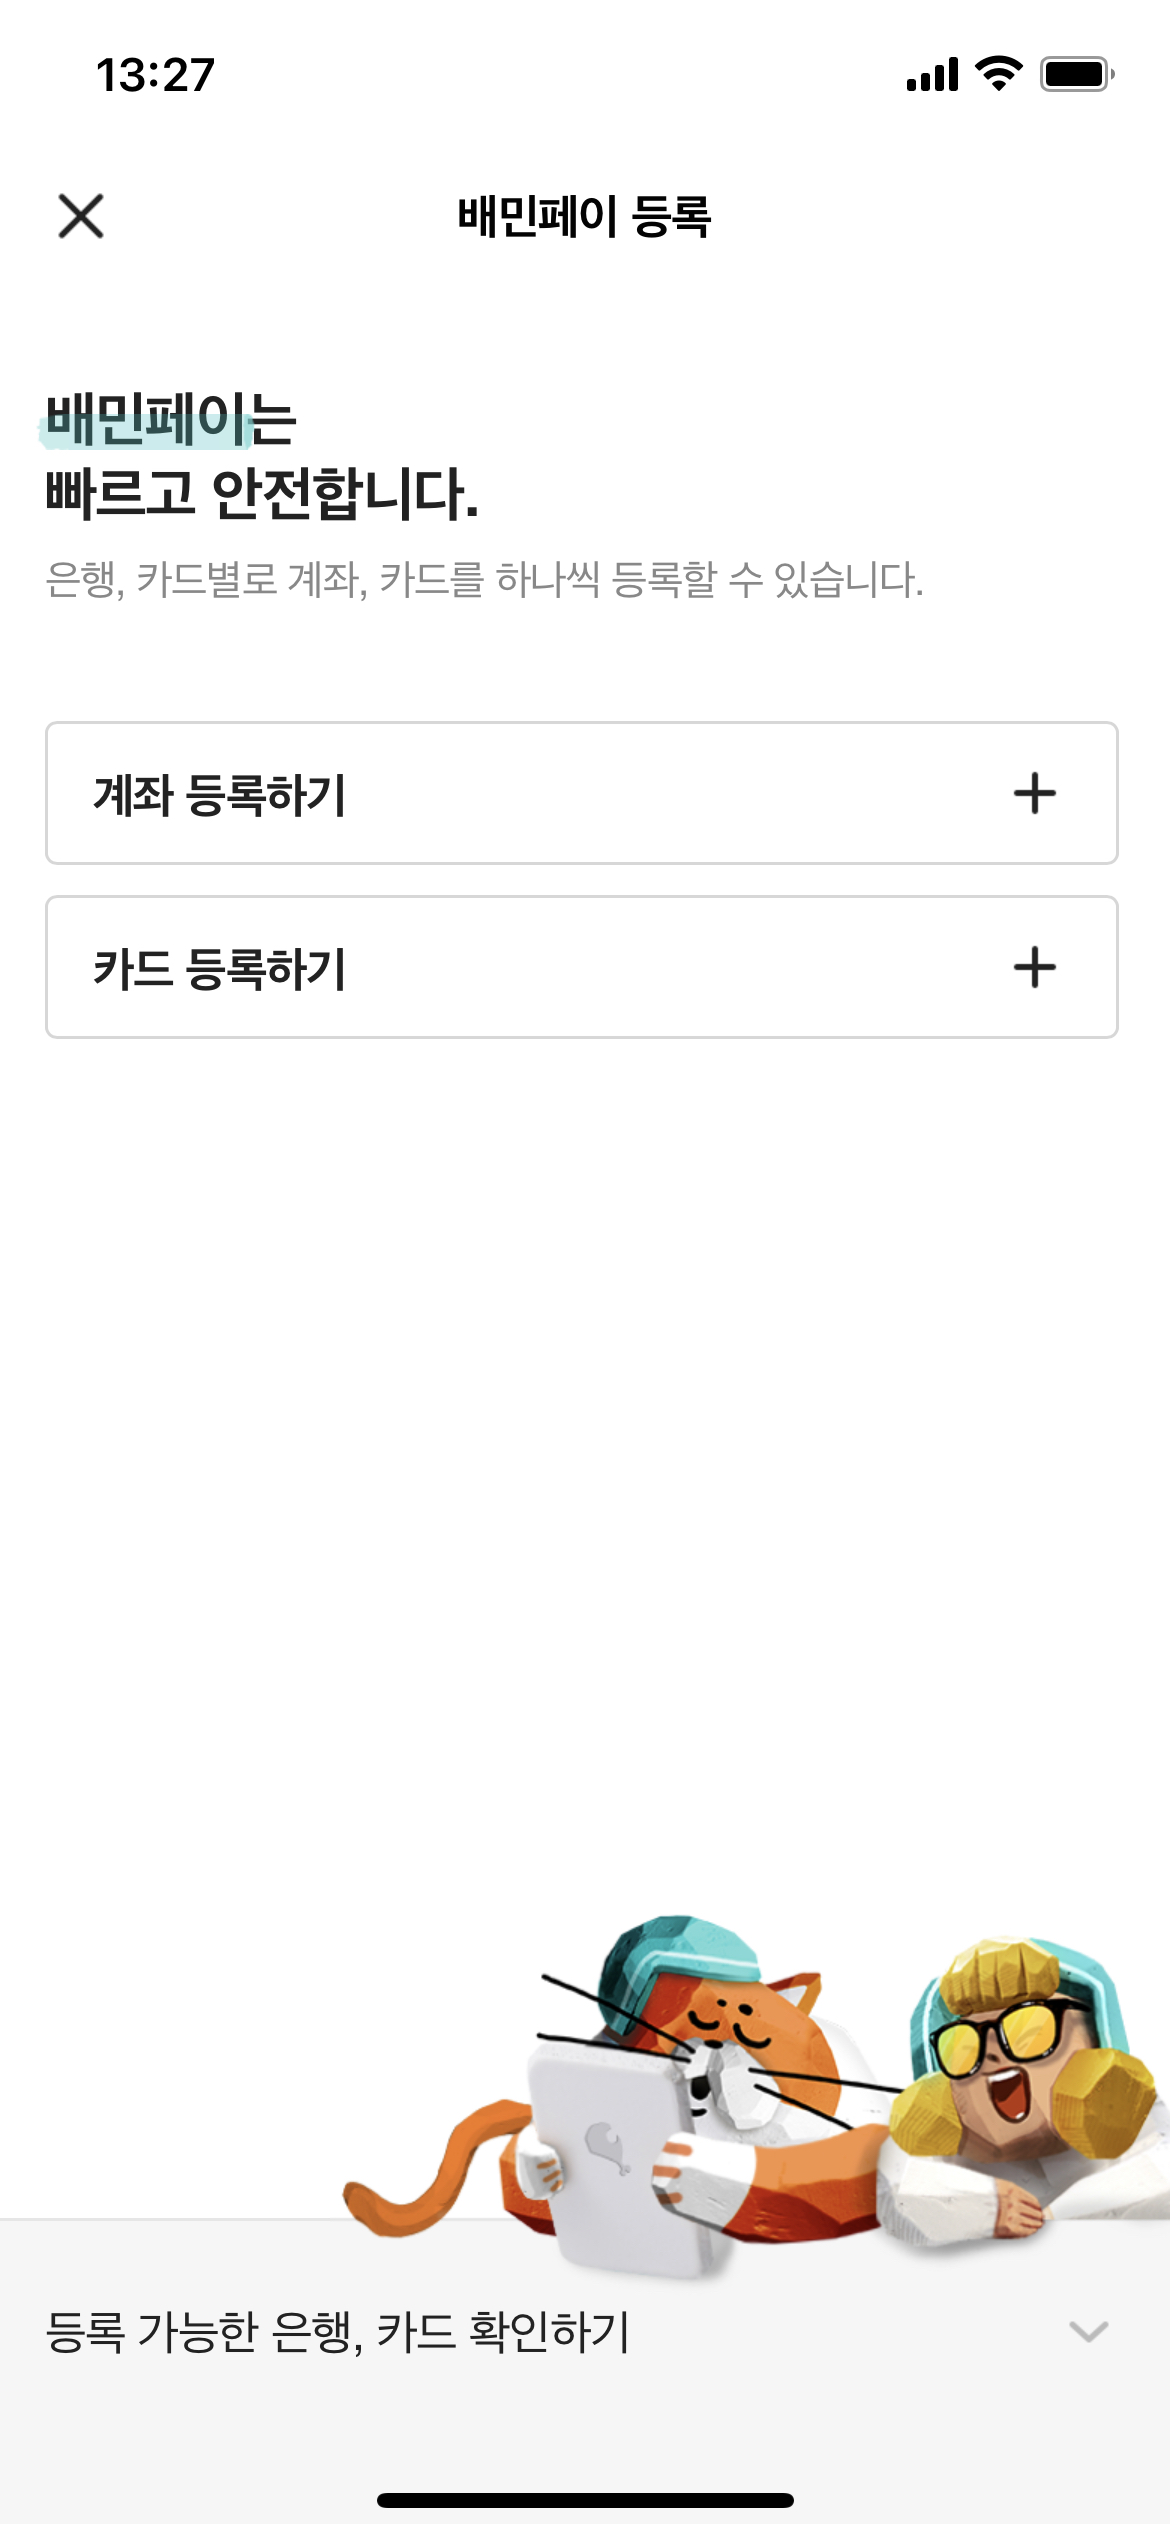 13:27
배민페이 등록
배민페이는
빠르고 안전합니다.
은행, 카드별로 계좌, 카드를 하나씩 등록할 수 있습니다.
계좌 등록하기
카드 등록하기
등록 가능한 은행, 카드 확인하기